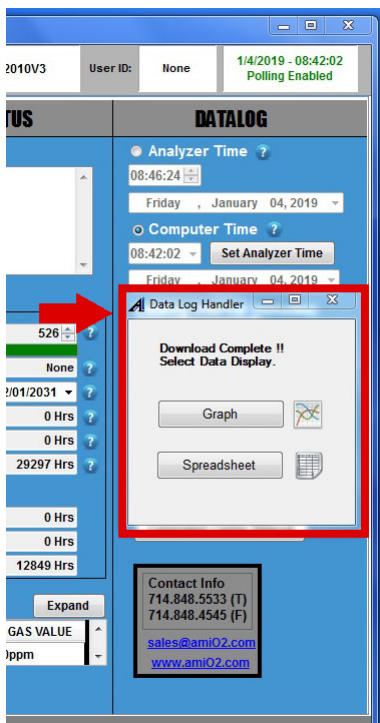 2010V3
User ID:
None
1/4/2019 - 08:42:02
Polling Enabled
TUS
DATALOG
Analyzer Time ?
08:46:24
Friday , January 04, 2019
Computer Time ?
08:42:02
Set Analyzer Time
Friday , January 04, 2019
Data Log Handler
Download Complete !!
Select Data Display.
Graph
Spreadsheet
526 ?
None ?
2/01/2031 ?
0 Hrs ?
0 Hrs ?
29297 Hrs ?
0 Hrs
0 Hrs
12849 Hrs
Expand
GAS VALUE
0ppm
Contact Info
714.848.5533 (T)
714.848.4545 (F)
sales@amiO2.com
www.amiO2.com